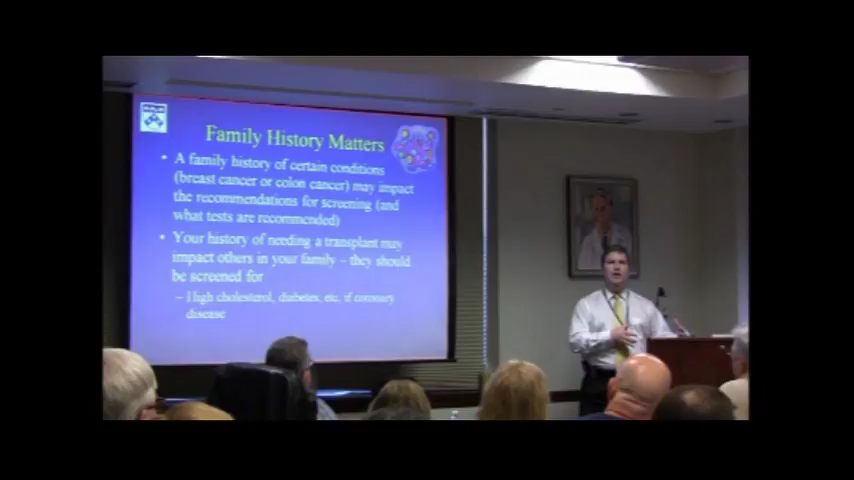 Family History Matters
• A family history of certain conditions
(breast cancer or colon cancer) may impact
the recommendations for screening (and
what tests are recommended)
• Your history of needing a transplant may
impact others in your family – they should
be screened for
– High cholesterol, diabetes, etc, if coronary
disease